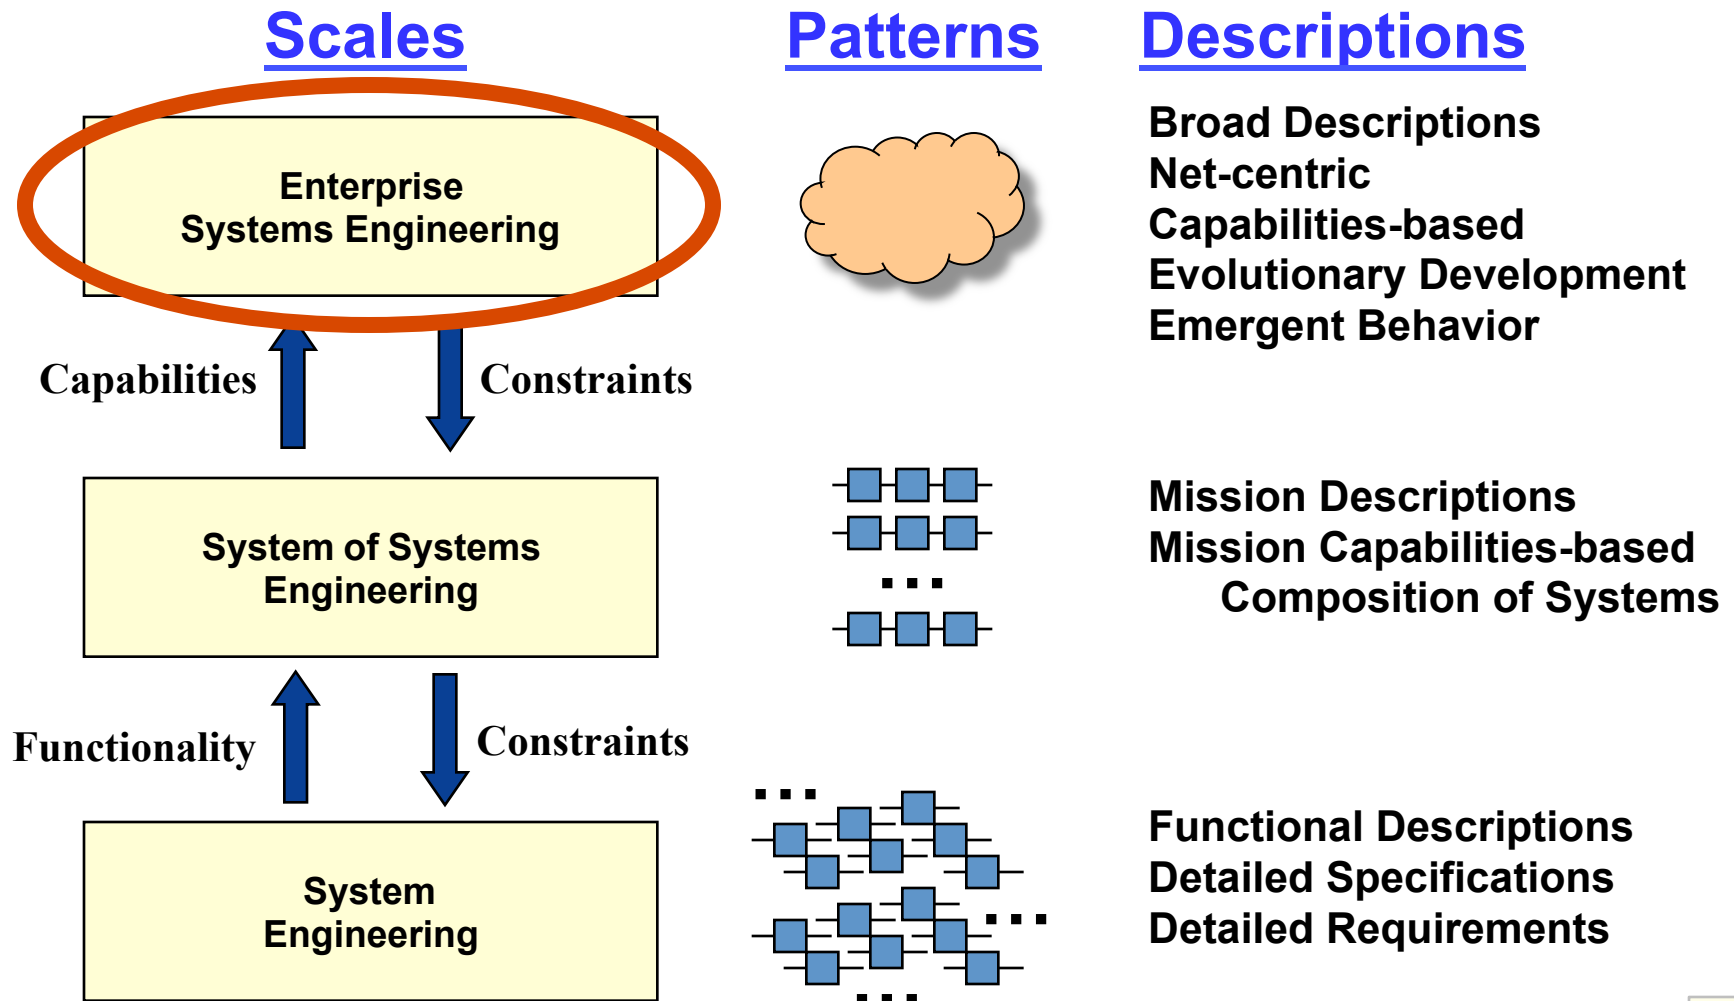 Scales
Patterns
Descriptions
Enterprise
Systems Engineering
Broad Descriptions
Net-centric
Capabilities-based
Evolutionary Development
Emergent Behavior
Capabilities
Constraints
System of Systems
Engineering
Mission Descriptions
Mission Capabilities-based
Composition of Systems
Functionality
Constraints
System
Engineering
Functional Descriptions
Detailed Specifications
Detailed Requirements